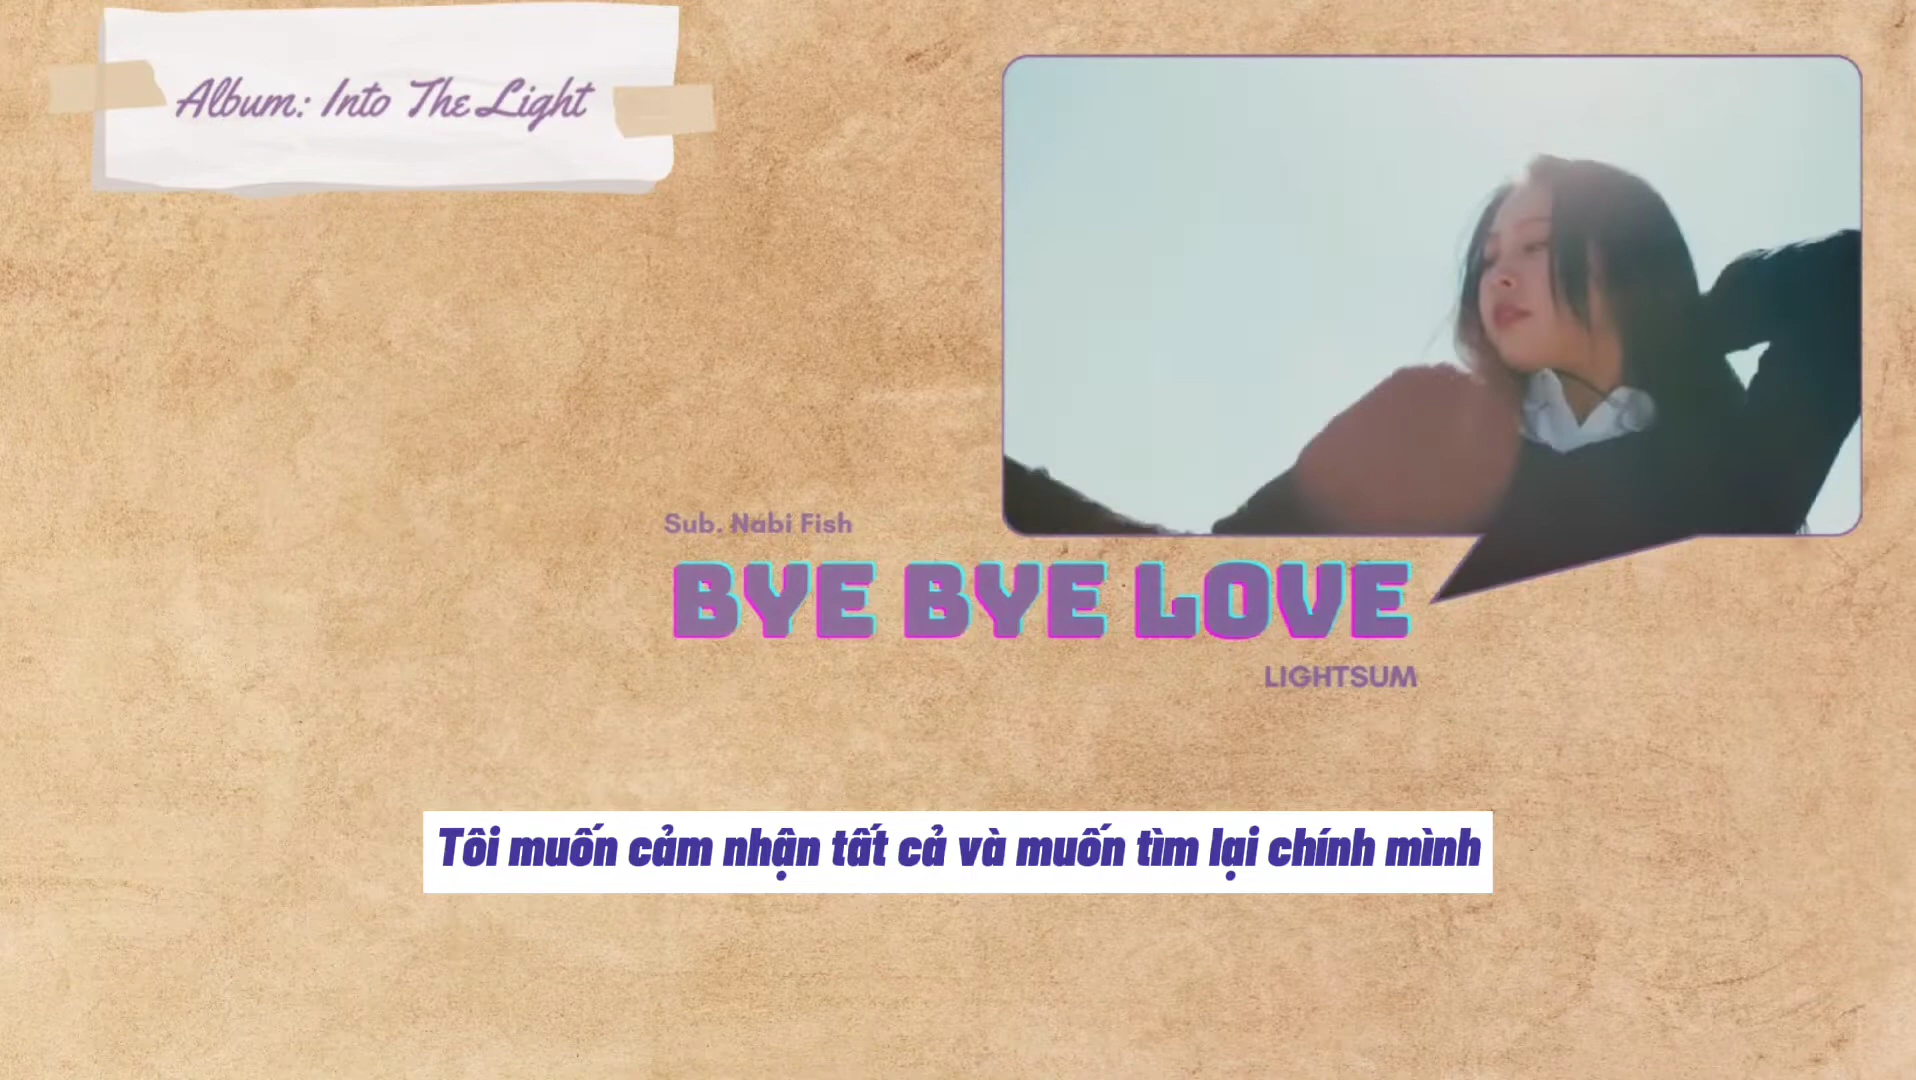 Album: Into The Light
Sub. Nabi Fish
BYE BYE LOVE
LIGHTSUM
Tôi muốn cảm nhận tất cả và muốn tìm lại chính mình